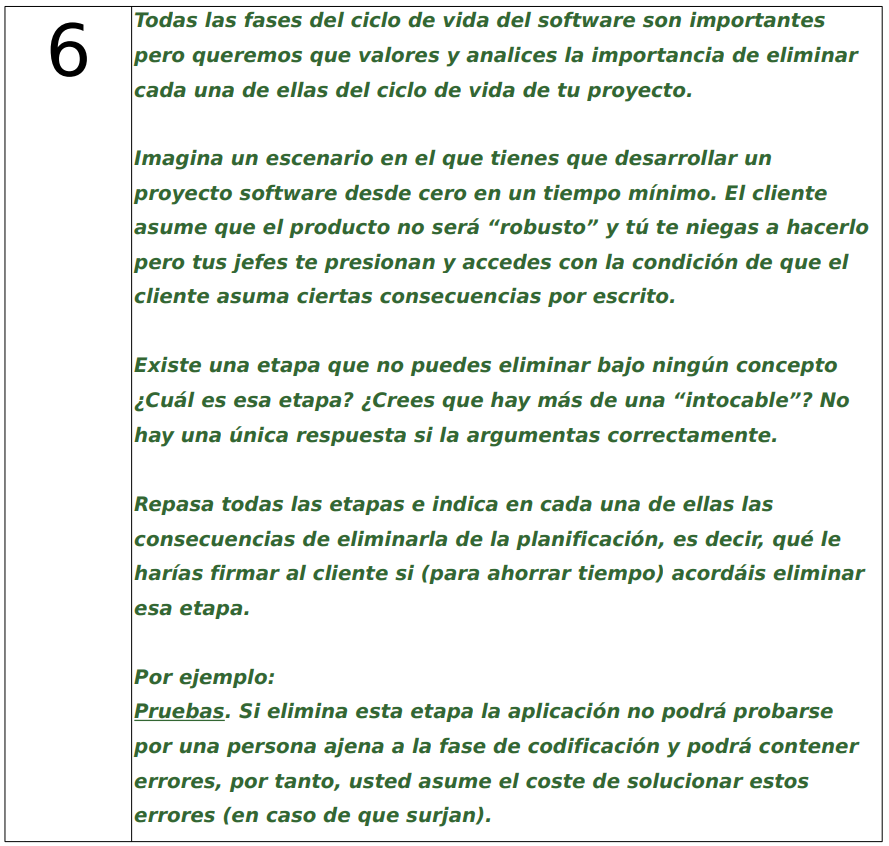 6
Todas las fases del ciclo de vida del software son importantes
pero queremos que valores y analices la importancia de eliminar
cada una de ellas del ciclo de vida de tu proyecto.
Imagina un escenario en el que tienes que desarrollar un
proyecto software desde cero en un tiempo mínimo. El cliente
asume que el producto no será “robusto” y tú te niegas a hacerlo
pero tus jefes te presionan y accedes con la condición de que el
cliente asuma ciertas consecuencias por escrito.
Existe una etapa que no puedes eliminar bajo ningún concepto
¿Cuál es esa etapa? ¿Crees que hay más de una “intocable”? No
hay una única respuesta si la argumentas correctamente.
Repasa todas las etapas e indica en cada una de ellas las
consecuencias de eliminarla de la planificación, es decir, qué le
harías firmar al cliente si (para ahorrar tiempo) acordáis eliminar
esa etapa.
Por ejemplo:
Pruebas. Si elimina esta etapa la aplicación no podrá probarse
por una persona ajena a la fase de codificación y podrá contener
errores, por tanto, usted asume el coste de solucionar estos
errores (en caso de que surjan).